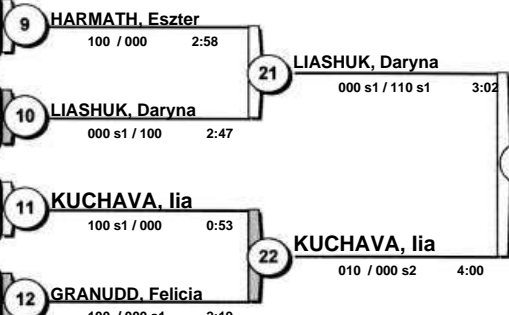 9 HARMATH, Eszter
100 / 000 2:58
21 LIASHUK, Daryna
000 s1 / 110 s1 3:02
10 LIASHUK, Daryna
000 s1 / 100 2:47
11 KUCHAVA, Iia
100 s1 / 000 0:53
22 KUCHAVA, Iia
010 / 000 s2 4:00
12 GRANUDD, Felicia